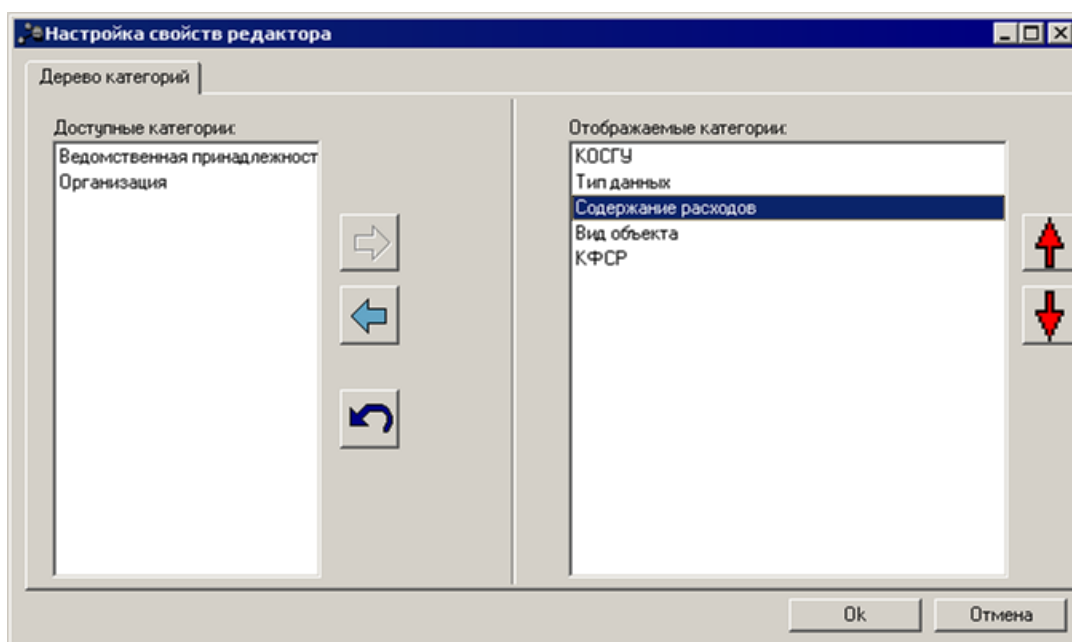 Настройка свойств редактора
Дерево категорий
Доступные категории:
Ведомственная принадлежност
Организация
Отображаемые категории:
КОСГУ
Тип данных
Содержание расходов
Вид объекта
КФСР
Ok
Отмена